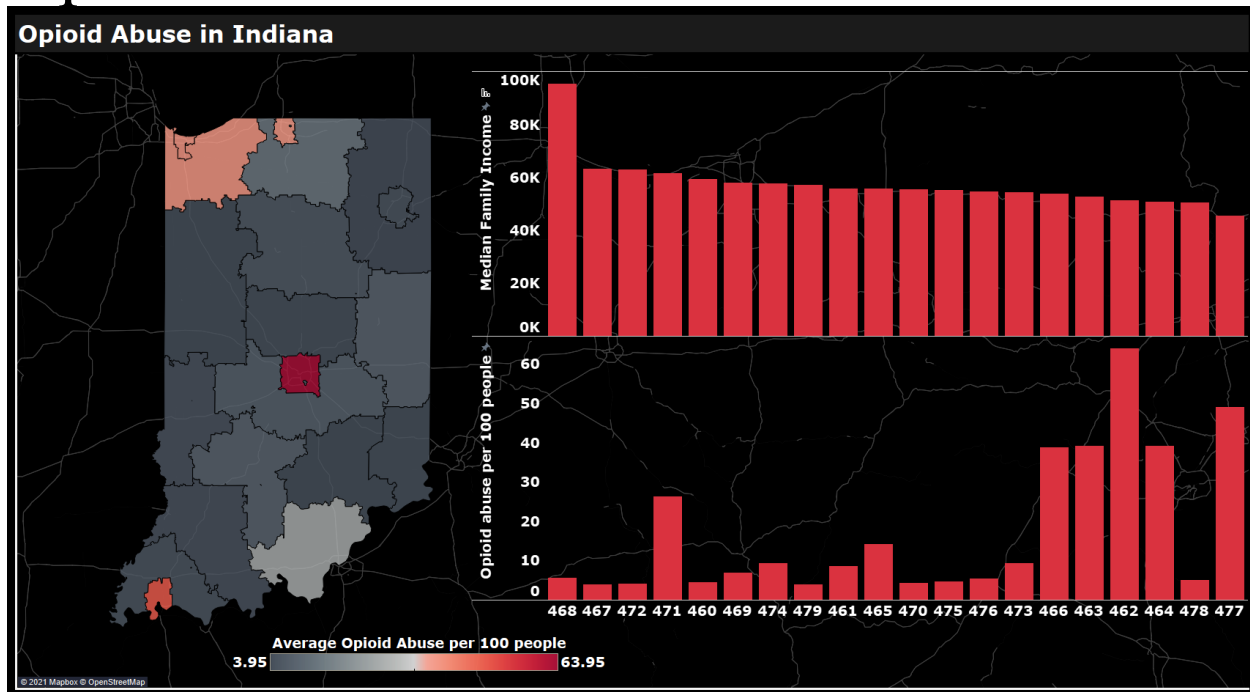 Opioid Abuse in Indiana
Median Family Income
100K
80K
60K
40K
20K
0K
Opioid abuse per 100 people
60
50
40
30
20
10
0
468 467 472 471 460 469 474 479 461 465 470 475 476 473 466 463 462 464 478 477
Average Opioid Abuse per 100 people
3.95 63.95
© 2021 Mapbox © OpenStreetMap